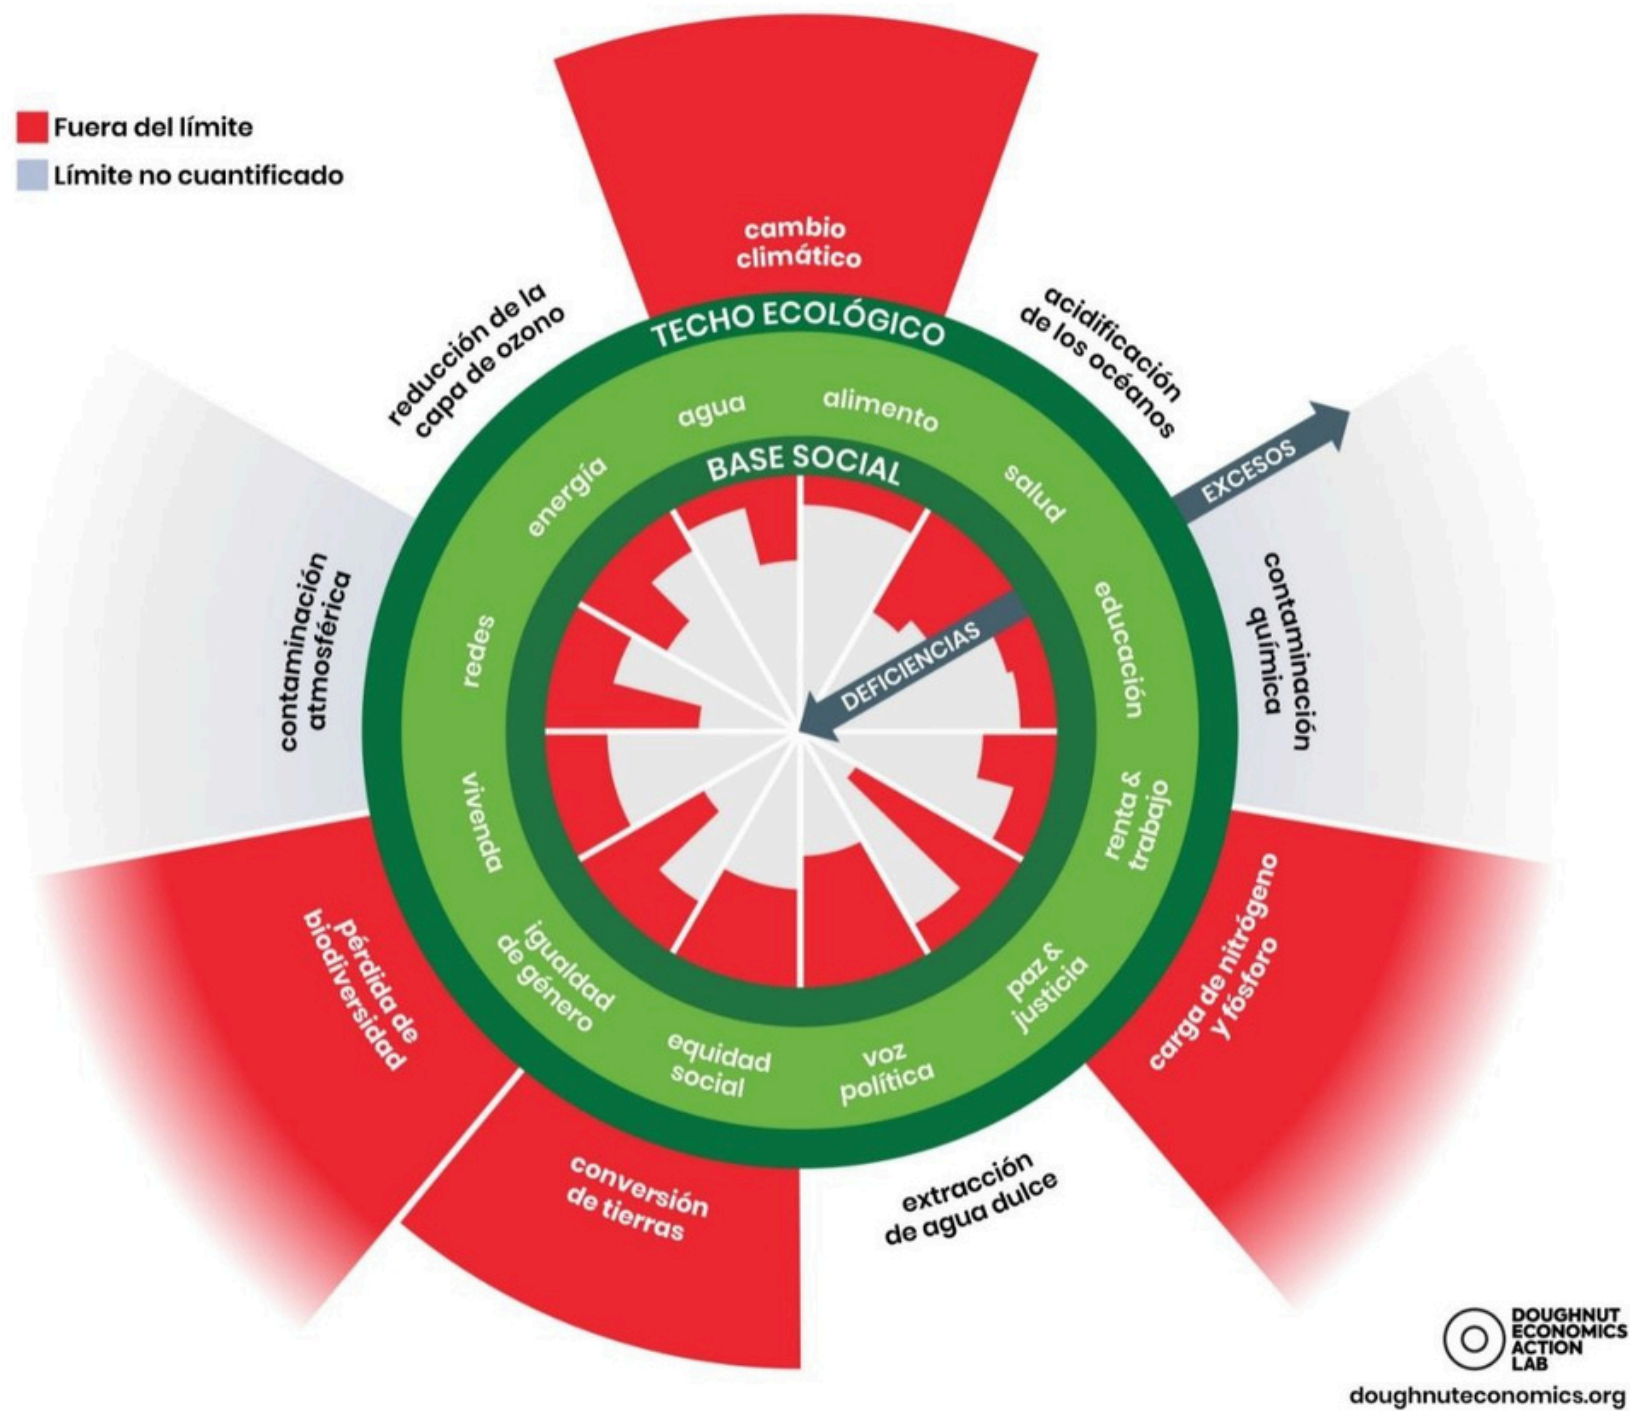 Fuera del límite
Límite no cuantificado
cambio
climático
TECHO ECOLÓGICO
reducción de la
capa de ozono
acidificación
de los océanos
agua
alimento
energía
salud
BASE SOCIAL
EXCESOS
contaminación
atmosférica
redes
DEFICIENCIAS
educación
contaminación
química
vivenda
renta &
trabajo
pérdida de
biodiversidad
igualdad
de género
paz &
justicia
carga de nitrógeno
y fósforo
equidad
social
voz
política
conversión
de tierras
extracción
de agua dulce
DOUGHNUT
ECONOMICS
ACTION
LAB
doughnuteconomics.org